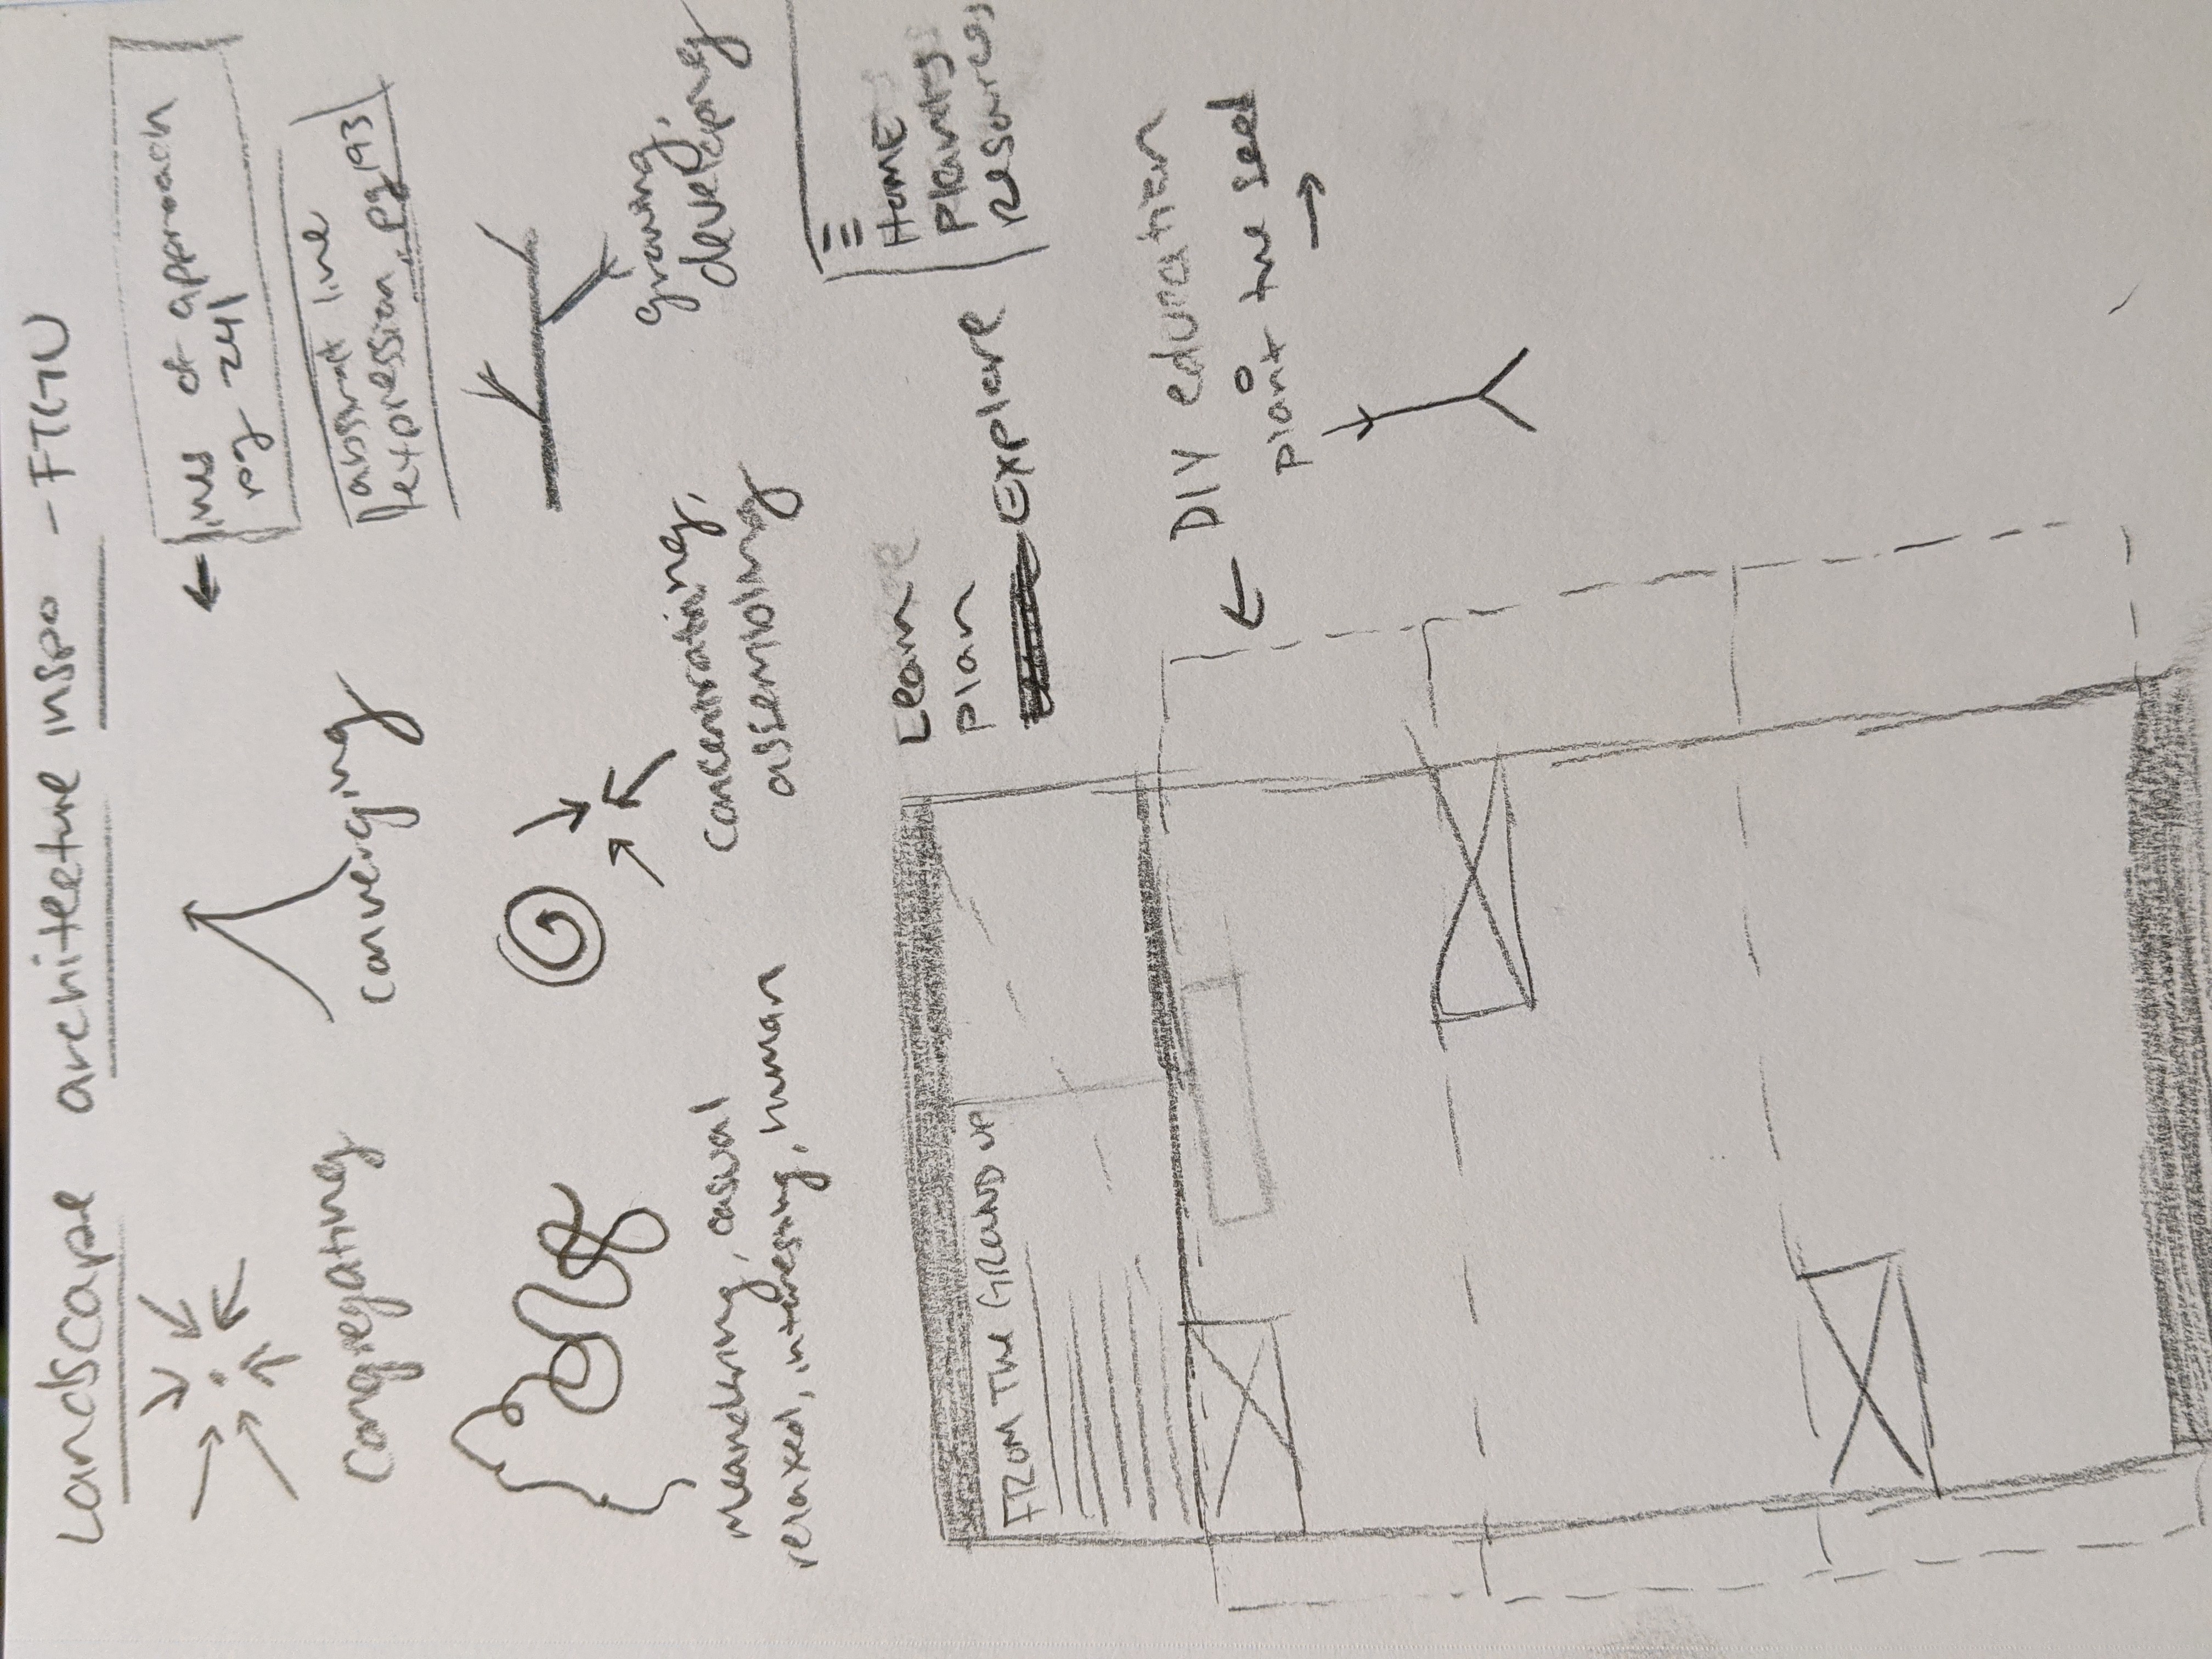 Landscape architecture inspo - FTGU
lines of approach
pg 241
Congregating
Converging
abstract line
expression, pg 193
Meandering, casual
relaxed, interesting, human
Concentrating,
assembling
growing,
developing
Learn
Plan
Explore
HOME
Plants
Resources
FROM THE GROUND UP
DIY education
plant the seed